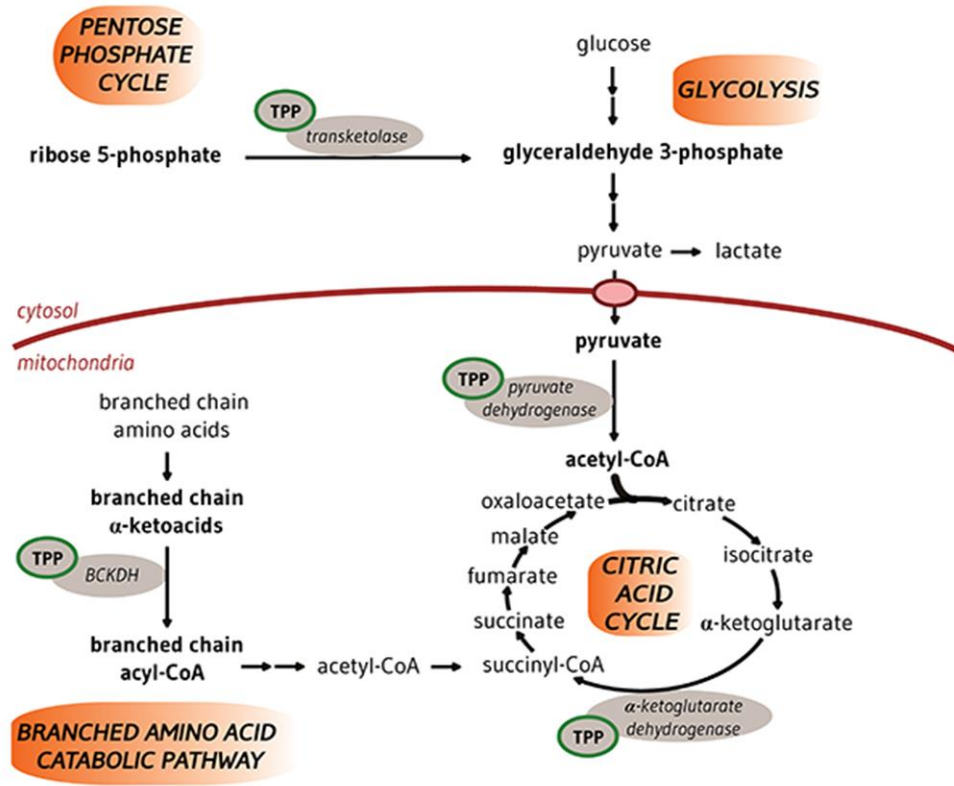 PENTOSE
PHOSPHATE
CYCLE
glucose
GLYCOLYSIS
TPP
transketolase
ribose 5-phosphate
glyceraldehyde 3-phosphate
pyruvate
lactate
cytosol
mitochondria
pyruvate
TPP
pyruvate
dehydrogenase
branched chain
amino acids
acetyl-CoA
branched chain
α-ketoacids
oxaloacetate
citrate
malate
isocitrate
TPP
BCKDH
fumarate
CITRIC
ACID
CYCLE
succinate
α-ketoglutarate
branched chain
acyl-CoA
acetyl-CoA
succinyl-CoA
α-ketoglutarate
dehydrogenase
TPP
BRANCHED AMINO ACID
CATABOLIC PATHWAY